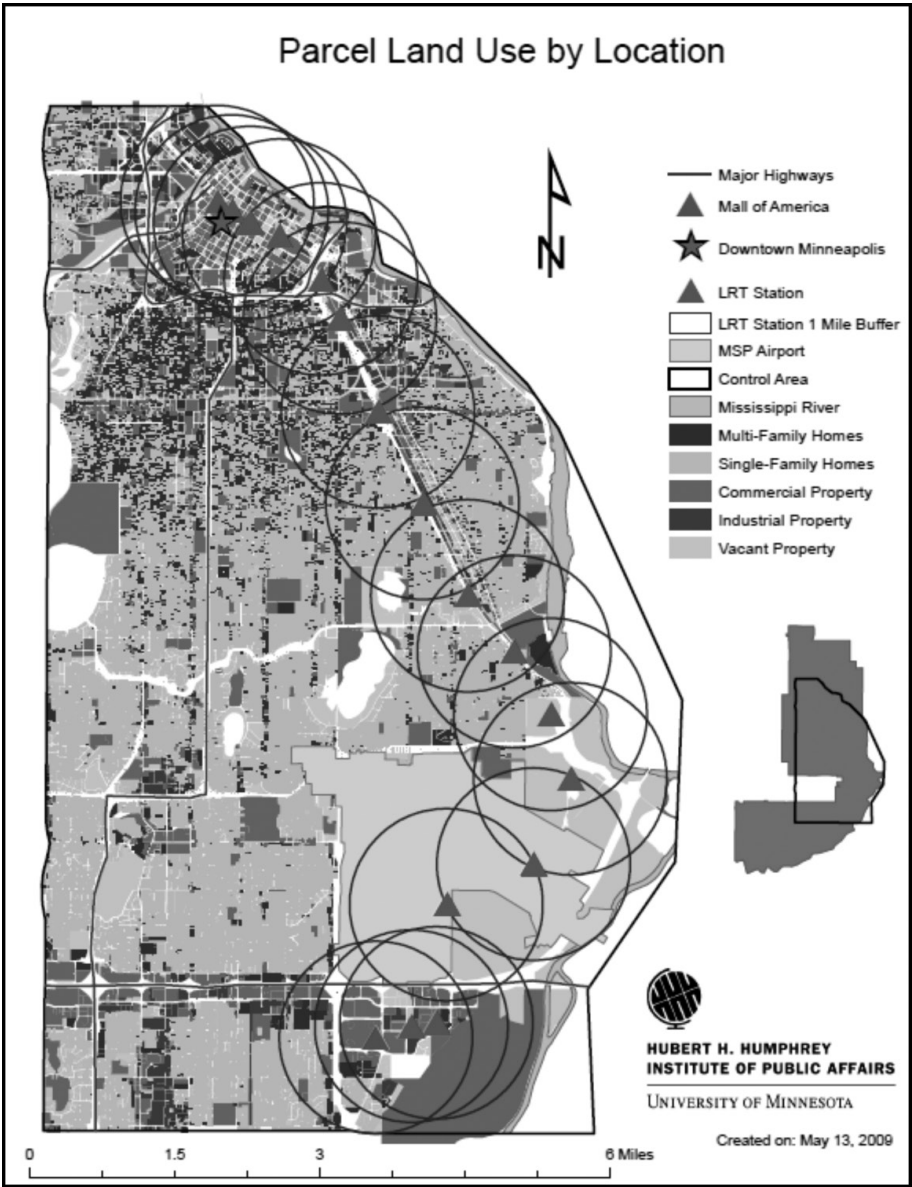 Parcel Land Use by Location
N
Major Highways
Mall of America
Downtown Minneapolis
LRT Station
LRT Station 1 Mile Buffer
MSP Airport
Control Area
Mississippi River
Multi-Family Homes
Single-Family Homes
Commercial Property
Industrial Property
Vacant Property
HUBERT H. HUMPHREY
INSTITUTE OF PUBLIC AFFAIRS
UNIVERSITY OF MINNESOTA
Created on: May 13, 2009
0 1.5 3 6 Miles